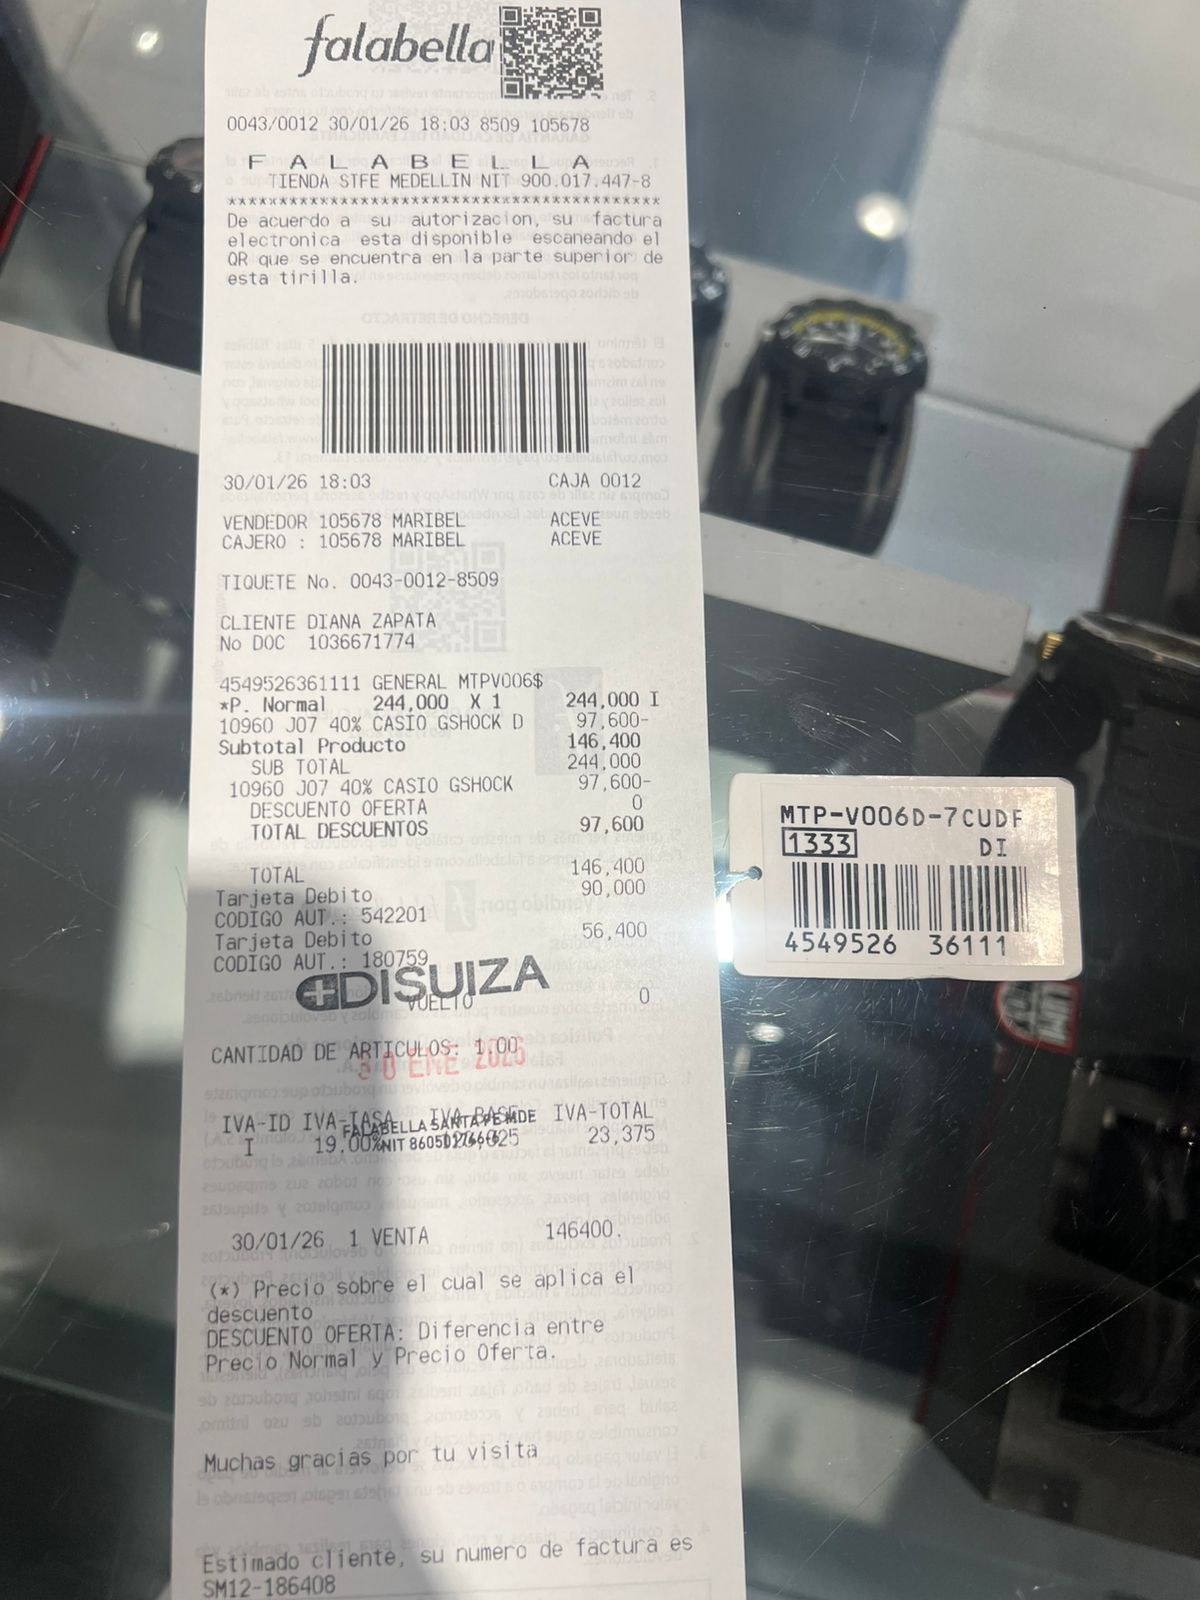 falabella
0043/0012 30/01/26 18:03 8509 105678
F A L A B E L L A
TIENDA STFE MEDELLIN NIT 900.017.447-8
******************************************
De acuerdo a su autorizacion, su factura
electronica esta disponible escaneando el
QR que se encuentra en la parte superior de
esta tirilla.
30/01/26 18:03 CAJA 0012
VENDEDOR 105678 MARIBEL ACEVE
CAJERO : 105678 MARIBEL ACEVE
TIQUETE No. 0043-0012-8509
CLIENTE DIANA ZAPATA
No DOC 1036671774
4549526361111 GENERAL MTPV006$
*P. Normal 244,000 X 1 244,000 I
10960 J07 40% CASIO GSHOCK D 97,600-
Subtotal Producto 146,400
SUB TOTAL 244,000
10960 J07 40% CASIO GSHOCK 97,600-
DESCUENTO OFERTA 0
TOTAL DESCUENTOS 97,600
TOTAL 146,400
Tarjeta Debito 90,000
CODIGO AUT.: 542201
Tarjeta Debito 56,400
CODIGO AUT.: 180759
DISUIZA
VUELTO 0
CANTIDAD DE ARTICULOS: 1.00
30 ENE 2026
IVA-ID IVA-TASA IVA-BASE IVA-TOTAL
FALABELLA SANTA FE MDE
I 19.00% 23,375
30/01/26 1 VENTA 146400.
(*) Precio sobre el cual se aplica el
descuento
DESCUENTO OFERTA: Diferencia entre
Precio Normal y Precio Oferta.
Muchas gracias por tu visita
Estimado cliente, su numero de factura es
SM12-186408
MTP-V006D-7CUDF
1333 DI
4549526 36111